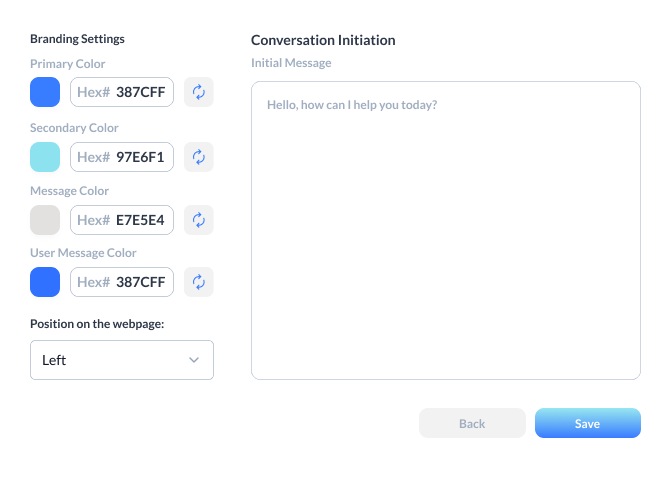 Branding Settings
Primary Color
Hex# 387CFF
Secondary Color
Hex# 97E6F1
Message Color
Hex# E7E5E4
User Message Color
Hex# 387CFF
Position on the webpage:
Left
Conversation Initiation
Initial Message
Hello, how can I help you today?
Back
Save